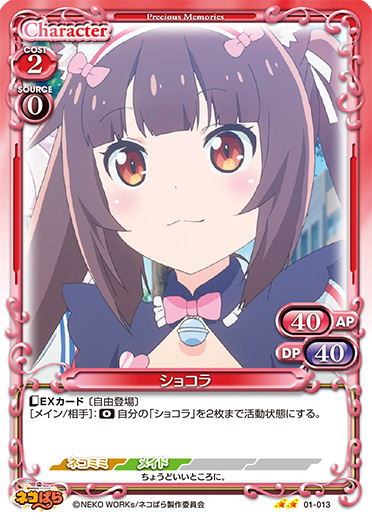 Precious Memories
Character
COST
2
SOURCE
0
40 AP
DP 40
ショコラ
EXカード〔自由登場〕
[メイン/相手]:0 自分の「ショコラ」を2枚まで活動状態にする。
ネコミミ メイド
ちょうどいいところに。
ネコぱら
©NEKO WORKs/ネコぱら製作委員会
01-013